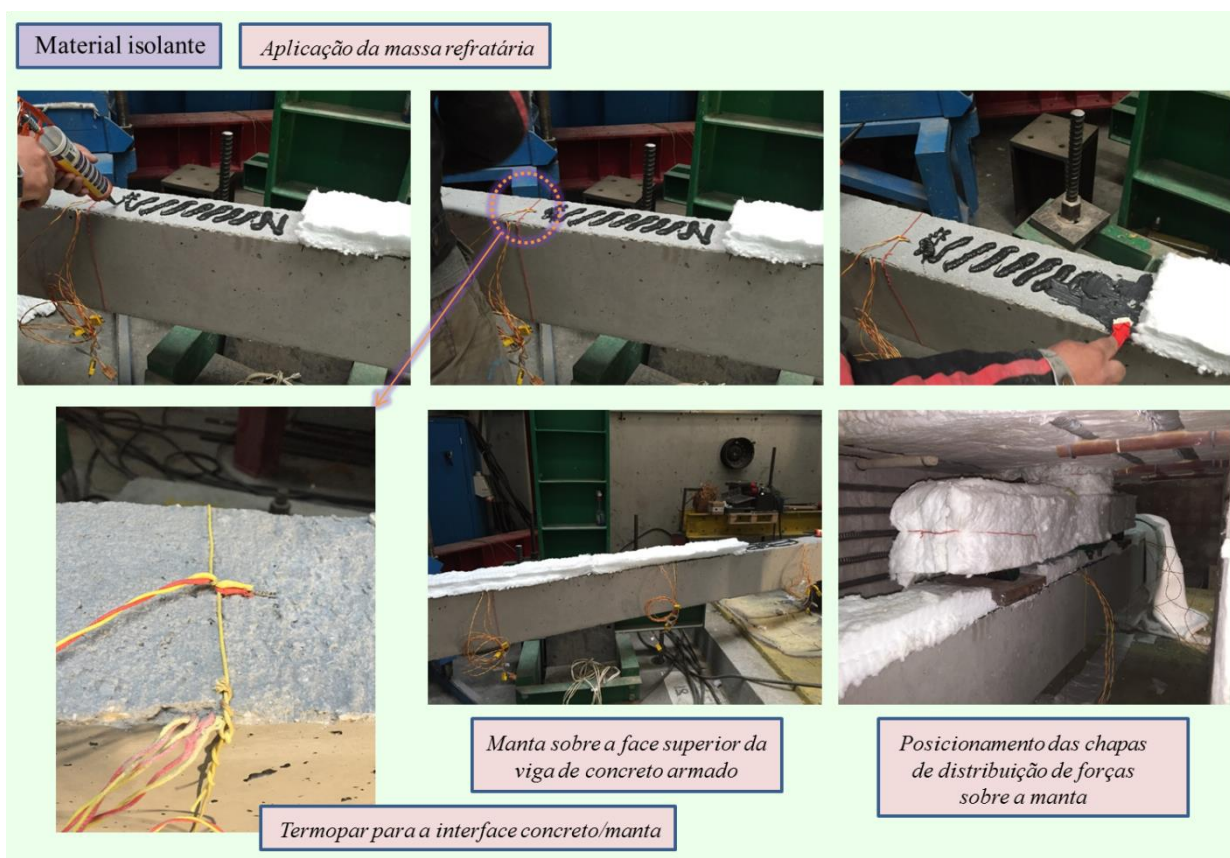 Material isolante
Aplicação da massa refratária
Manta sobre a face superior da
viga de concreto armado
Posicionamento das chapas
de distribuição de forças
sobre a manta
Termopar para a interface concreto/manta